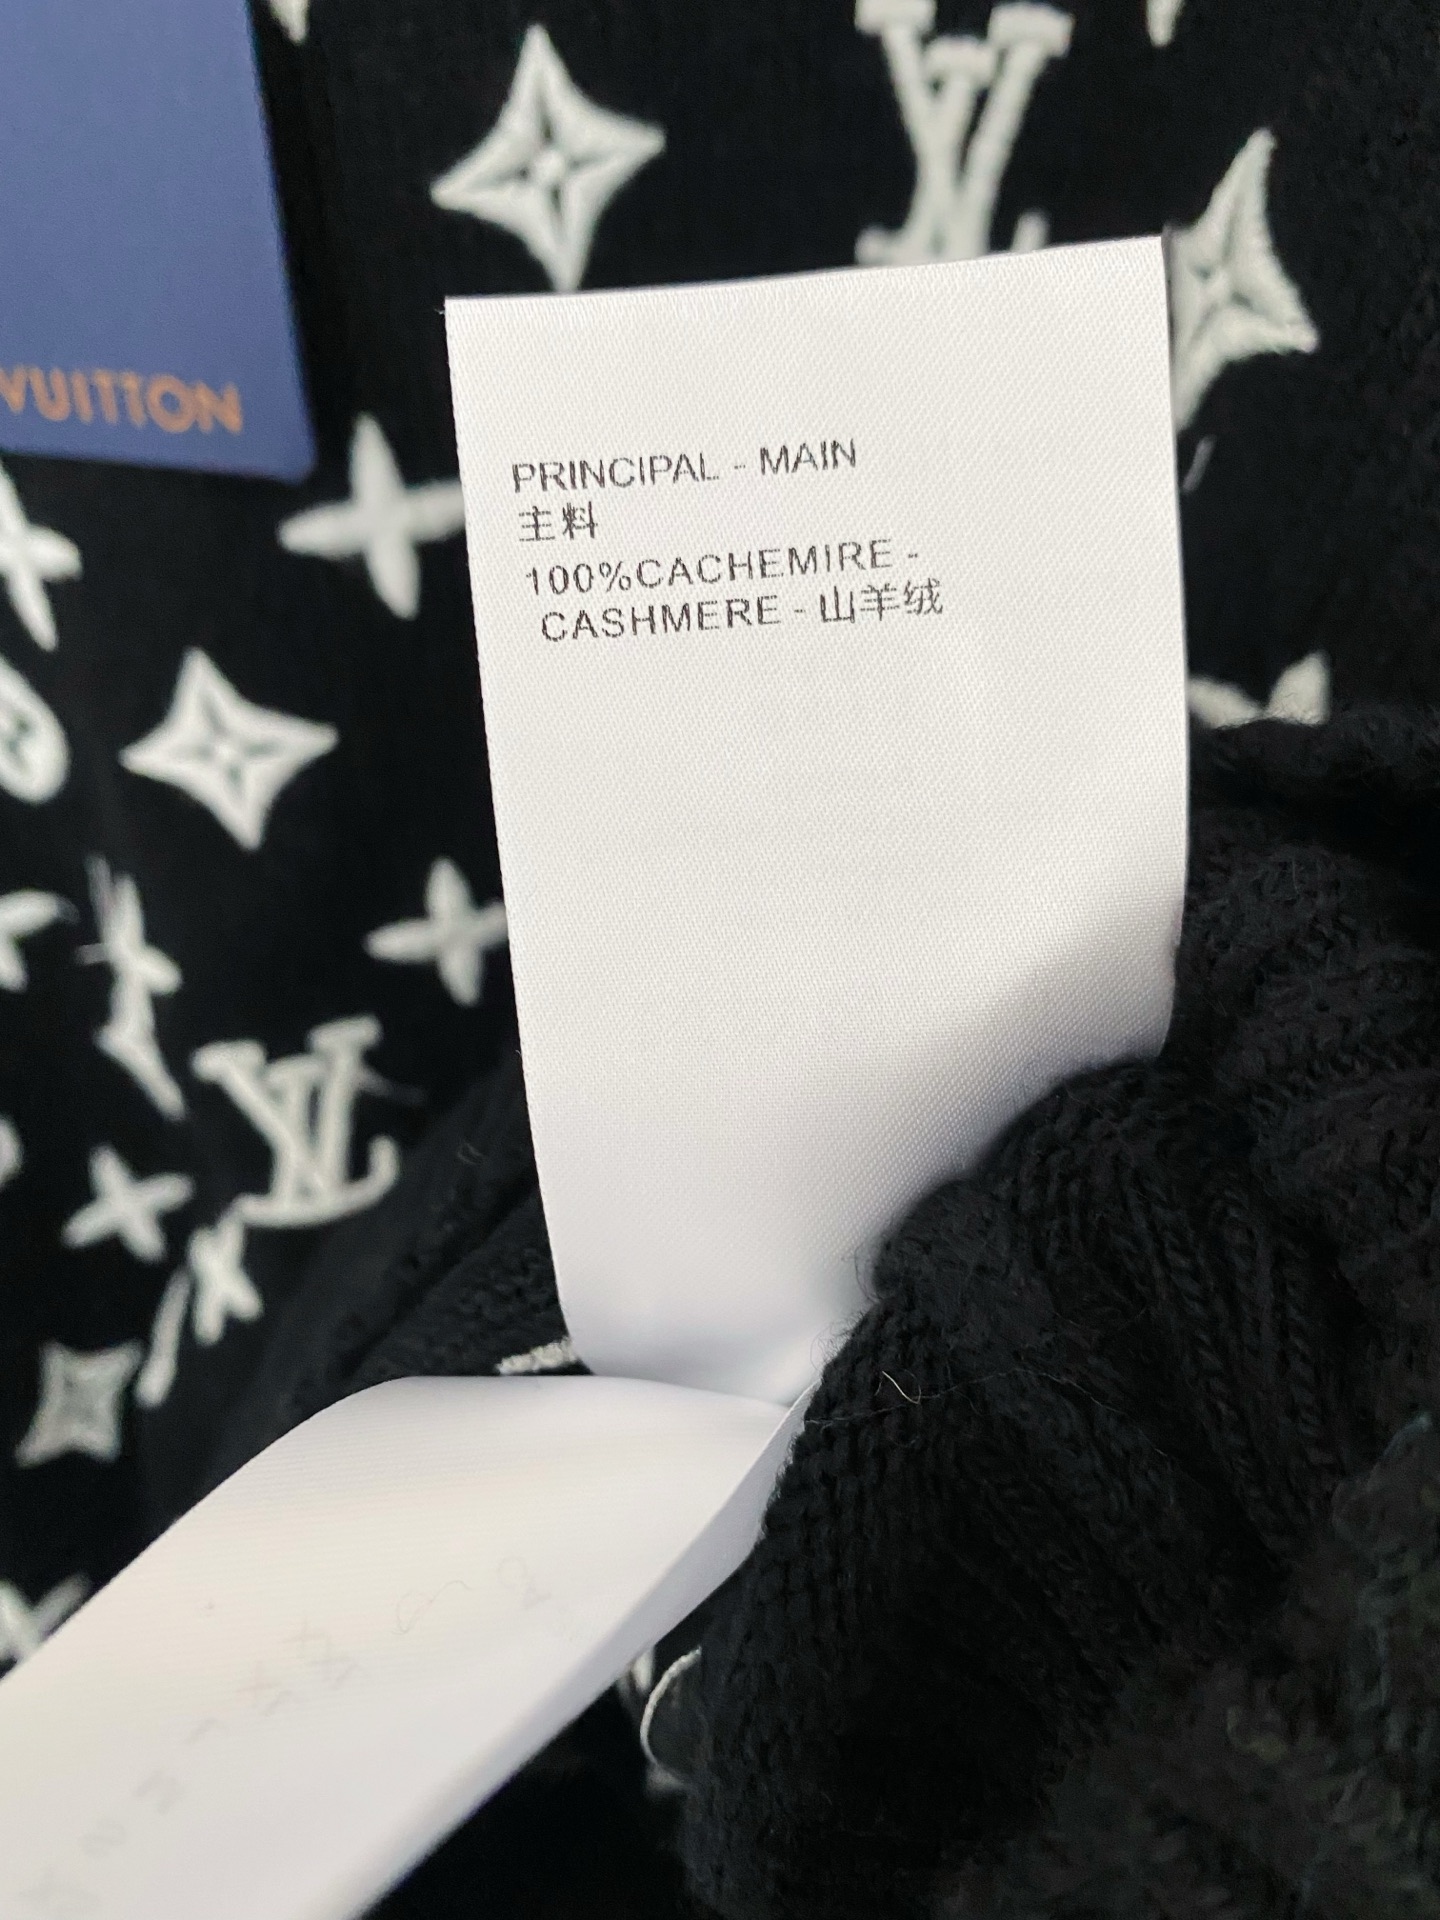 VUITTON
PRINCIPAL - MAIN
主料
100%CACHEMIRE -
CASHMERE - 山羊绒